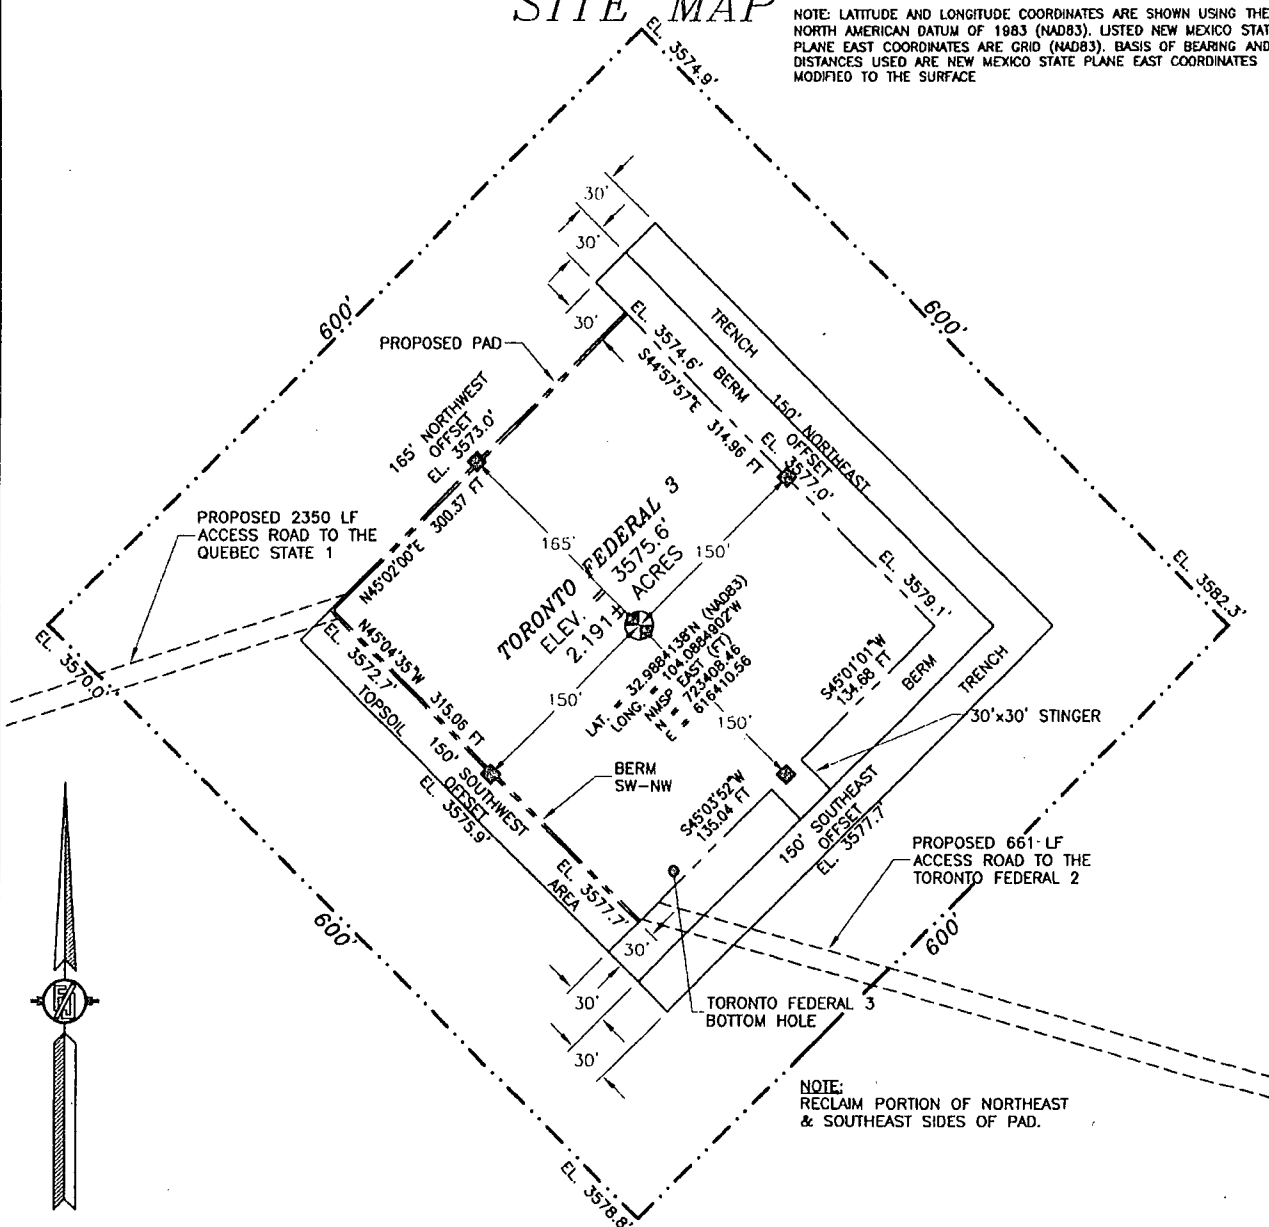 SITE MAP
NOTE: LATITUDE AND LONGITUDE COORDINATES ARE SHOWN USING THE
NORTH AMERICAN DATUM OF 1983 (NAD83). LISTED NEW MEXICO STAT
PLANE EAST COORDINATES ARE GRID (NAD83). BASIS OF BEARING AND
DISTANCES USED ARE NEW MEXICO STATE PLANE EAST COORDINATES
MODIFIED TO THE SURFACE
EL. 3574.9'
30'
30'
30'
600'
600'
PROPOSED PAD
TRENCH
EL. 3574.6'
BERM
S44°57'57"E 314.96 FT
150' NORTHEAST
OFFSET
EL. 3577.0'
165' NORTHWEST
OFFSET
EL. 3573.0'
N45°02'00"E 300.37 FT
PROPOSED 2350 LF
ACCESS ROAD TO THE
QUEBEC STATE 1
165'
150'
TORONTO FEDERAL 3
ELEV. = 3575.6'
2.191± ACRES
LAT. = 32.9884138°N (NAD83)
LONG. = 104.0884902°W
NMSP EAST (FT)
N = 723408.46
E = 616410.56
EL. 3579.1'
EL. 3582.3'
EL. 3570.0'
N45°04'35"W 315.06 FT
EL. 3572.7'
TOPSOIL
AREA
150'
150'
150' SOUTHWEST
OFFSET
EL. 3575.9'
S45°01'01"W
134.68 FT
BERM
TRENCH
30'x30' STINGER
BERM
SW-NW
S45°03'52"W
135.04 FT
150' SOUTHEAST
OFFSET
EL. 3577.7'
PROPOSED 661 LF
ACCESS ROAD TO THE
TORONTO FEDERAL 2
EL. 3577.7'
600'
600'
30'
30'
30'
TORONTO FEDERAL 3
BOTTOM HOLE
NOTE:
RECLAIM PORTION OF NORTHEAST
& SOUTHEAST SIDES OF PAD.
EL. 3578.8'